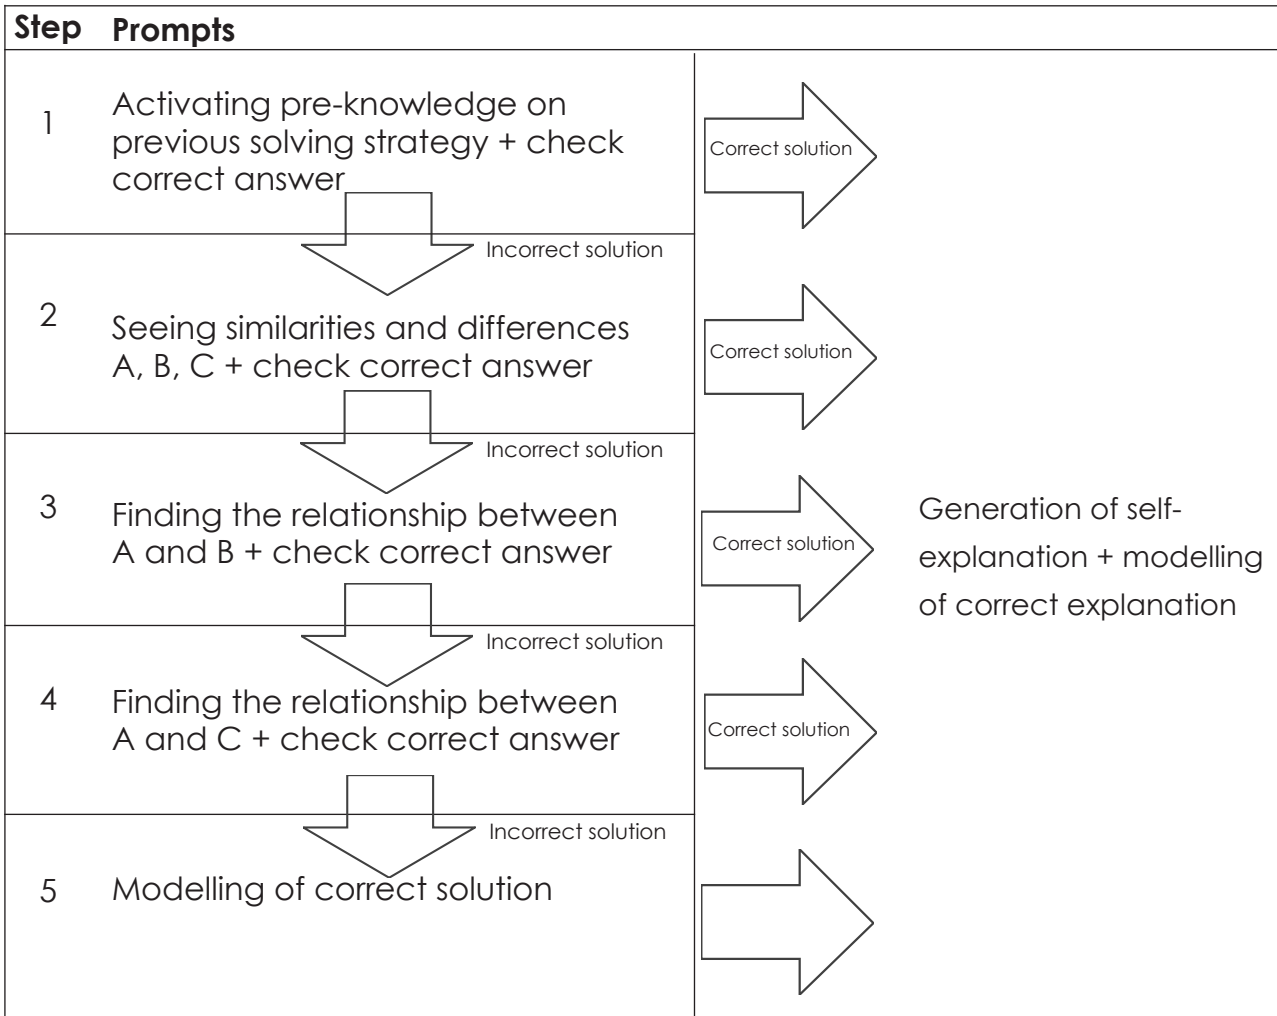 Step Prompts
1
Activating pre-knowledge on
previous solving strategy + check
correct answer
Correct solution
Incorrect solution
2
Seeing similarities and differences
A, B, C + check correct answer
Correct solution
Incorrect solution
3
Finding the relationship between
A and B + check correct answer
Correct solution
Generation of self-
explanation + modelling
of correct explanation
Incorrect solution
4
Finding the relationship between
A and C + check correct answer
Correct solution
Incorrect solution
5
Modelling of correct solution